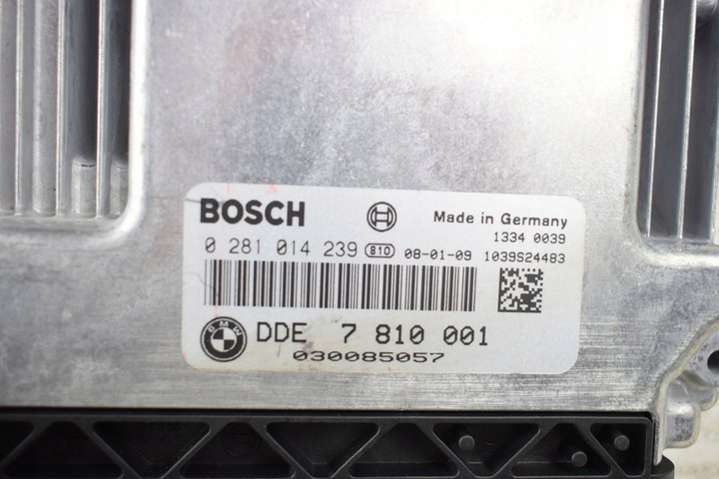 BOSCH Made in Germany
1334 0039
0 281 014 239 810 08-01-09 1039S24483
BMW DDE 7 810 001
030085057